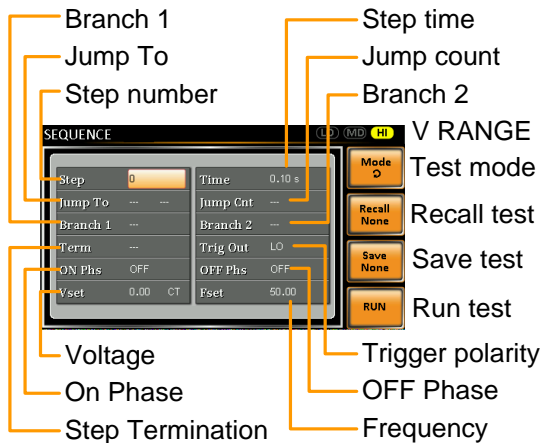 Branch 1
Step time
Jump To
Jump count
Step number
Branch 2
SEQUENCE
LO MD HI
V RANGE
Step 0
Time 0.10 s
Mode
Test mode
Jump To --- ---
Jump Cnt ---
Recall
None
Recall test
Branch 1 ---
Branch 2 ---
Term ---
Trig Out LO
Save
None
Save test
ON Phs OFF
OFF Phs OFF
Vset 0.00 CT
Fset 50.00
RUN
Run test
Voltage
Trigger polarity
On Phase
OFF Phase
Step Termination
Frequency